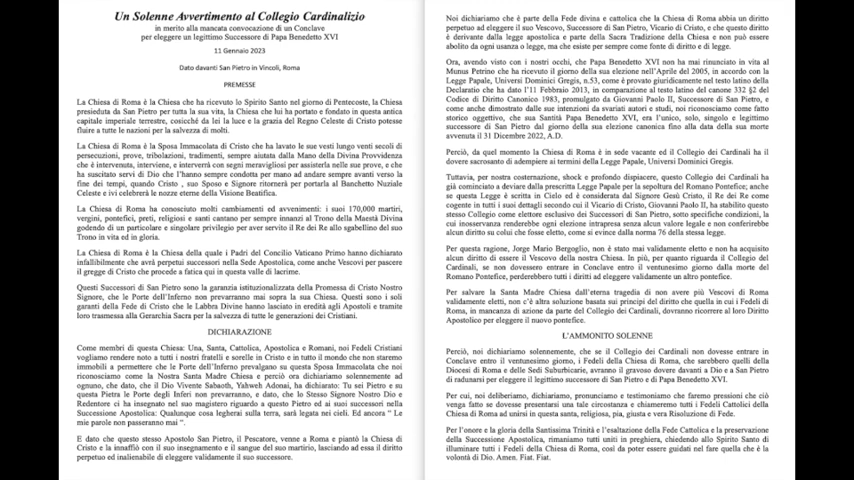 Un Solenne Avvertimento al Collegio Cardinalizio
in merito alla mancata convocazione di un Conclave
per eleggere un legittimo Successore di Papa Benedetto XVI
11 Gennaio 2023
Dato davanti San Pietro in Vincoli, Roma
PREMESSE
La Chiesa di Roma è la Chiesa che ha ricevuto lo Spirito Santo nel giorno di Pentecoste, la Chiesa
presieduta da San Pietro per tutta la sua vita, la Chiesa che lui ha portato e fondato in questa antica
capitale imperiale terrestre, cosicché da lei la luce e la grazia del Regno Celeste di Cristo potesse
fluire a tutte le nazioni per la salvezza di molti.
La Chiesa di Roma è la Sposa Immacolata di Cristo che ha lavato le sue vesti lungo venti secoli di
persecuzioni, prove, tribolazioni, tradimenti, sempre aiutata dalla Mano della Divina Provvidenza
che è intervenuta, interviene, e interverrà con segni meravigliosi per assisterla nelle sue prove, e che
ha suscitato servi di Dio che l'hanno sempre condotta per mano ad andare sempre avanti verso la
fine dei tempi, quando Cristo , suo Sposo e Signore ritornerà per portarla al Banchetto Nuziale
Celeste e ivi celebrerà le nozze eterne della Visione Beatifica.
La Chiesa di Roma ha conosciuto molti cambiamenti ed avvenimenti: i suoi 170,000 martiri,
vergini, pontefici, preti, religiosi e santi cantano per sempre innanzi al Trono della Maestà Divina
godendo di un particolare e singolare privilegio per aver servito il Re dei Re allo sgabellino del suo
Trono in vita ed in gloria.
La Chiesa di Roma è la Chiesa della quale i Padri del Concilio Vaticano Primo hanno dichiarato
infallibilmente che avrà perpetui successori nella Sede Apostolica, come anche Vescovi per pascere
il gregge di Cristo che procede a fatica qui in questa valle di lacrime.
Questi Successori di San Pietro sono la garanzia istituzionalizzata della Promessa di Cristo Nostro
Signore, che le Porte dell'Inferno non prevarranno mai sopra la sua Chiesa. Questi sono i soli
garanti della Fede di Cristo che le Labbra Divine hanno lasciato in eredità agli Apostoli e tramite
loro trasmessa alla Gerarchia Sacra per la salvezza di tutte le generazioni dei Cristiani.
DICHIARAZIONE
Come membri di questa Chiesa: Una, Santa, Cattolica, Apostolica e Romani, noi Fedeli Cristiani
vogliamo rendere noto a tutti i nostri fratelli e sorelle in Cristo e in tutto il mondo che non staremo
immobili a permettere che le Porte dell'Inferno prevalgano su questa Sposa Immacolata che noi
riconosciamo come la Nostra Santa Madre Chiesa e perciò ora dichiariamo solennemente ad
ognuno, che dato, che il Dio Vivente Sabaoth, Yahweh Adonai, ha dichiarato: Tu sei Pietro e su
questa Pietra le Porte degli Inferi non prevarranno, e dato, che lo Stesso Signore Nostro Dio e
Redentore ci ha insegnato nel suo magistero riguardo a questo Pietro ed ai suoi successori nella
Successione Apostolica: Qualunque cosa legherai sulla terra, sarà legata nei cieli. Ed ancora “ Le
mie parole non passeranno mai ”.
E dato che questo stesso Apostolo San Pietro, il Pescatore, venne a Roma e piantò la Chiesa di
Cristo e la innaffiò con il suo insegnamento e il sangue del suo martirio, lasciando ad essa il diritto
perpetuo ed inalienabile di eleggere validamente il suo successore.
Noi dichiariamo che è parte della Fede divina e cattolica che la Chiesa di Roma abbia un diritto
perpetuo ad eleggere il suo Vescovo, Successore di San Pietro, Vicario di Cristo, e che questo diritto
è derivante dalla legge apostolica e parte della Sacra Tradizione della Chiesa e non può essere
abolito da ogni usanza o legge, ma che esiste per sempre come fonte di diritto e di legge.
Ora, avendo visto con i nostri occhi, che Papa Benedetto XVI non ha mai rinunciato in vita al
Munus Petrino che ha ricevuto il giorno della sua elezione nell'Aprile del 2005, in accordo con la
Legge Papale, Universi Dominici Gregis, n.53, come è provato giuridicamente nel testo latino della
Declaratio che ha dato l'11 Febbraio 2013, in comparazione al testo latino del canone 332 §2 del
Codice di Diritto Canonico 1983, promulgato da Giovanni Paolo II, Successore di San Pietro, e
come anche dimostrato dalle sue intenzioni da svariati autori e studi, noi riconosciamo come fatto
storico oggettivo, che sua Santità Papa Benedetto XVI, era l'unico, solo, singolo e legittimo
successore di San Pietro dal giorno della sua elezione canonica fino alla data della sua morte
avvenuta il 31 Dicembre 2022, A.D.
Perciò, da quel momento la Chiesa di Roma è in sede vacante ed il Collegio dei Cardinali ha il
dovere sacrosanto di adempiere ai termini della Legge Papale, Universi Dominici Gregis.
Tuttavia, per nostra costernazione, shock e profondo dispiacere, questo Collegio dei Cardinali ha
già cominciato a deviare dalla prescritta Legge Papale per la sepoltura del Romano Pontefice; anche
se questa Legge è scritta in Cielo ed è considerata dal Signore Gesù Cristo, il Re dei Re come
cogente in tutti i suoi dettagli secondo cui il Vicario di Cristo, Giovanni Paolo II, ha stabilito questo
stesso Collegio come elettore esclusivo dei Successori di San Pietro, sotto specifiche condizioni, la
cui inosservanza renderebbe ogni elezione intrapresa senza alcun valore legale e non conferirebbe
alcun diritto su colui che fosse eletto, come si evince dalla norma 76 della stessa legge.
Per questa ragione, Jorge Mario Bergoglio, non è stato mai validamente eletto e non ha acquisito
alcun diritto di essere il Vescovo della nostra Chiesa. In più, per quanto riguarda il Collegio dei
Cardinali, se non dovessero entrare in Conclave entro il ventunesimo giorno dalla morte del
Romano Pontefice, perderebbero tutti i diritti ad eleggere validamente un altro pontefice.
Per salvare la Santa Madre Chiesa dall'eterna tragedia di non avere più Vescovi di Roma
validamente eletti, non c'è altra soluzione basata sui principi del diritto che quella in cui i Fedeli di
Roma, in mancanza di azione da parte del Collegio dei Cardinali, dovranno ricorrere al loro Diritto
Apostolico per eleggere il nuovo pontefice.
L'AMMONITO SOLENNE
Perciò, noi dichiariamo solennemente, che se il Collegio dei Cardinali non dovesse entrare in
Conclave entro il ventunesimo giorno, i Fedeli della Chiesa di Roma, che sarebbero quelli della
Diocesi di Roma e delle Sedi Suburbicarie, avranno il gravoso dovere davanti a Dio e a San Pietro
di radunarsi per eleggere il legittimo successore di San Pietro e di Papa Benedetto XVI.
Per cui, noi deliberiamo, dichiariamo, pronunciamo e testimoniamo che faremo pressioni che ciò
venga fatto se dovesse presentarsi una tale circostanza e chiameremo tutti i Fedeli Cattolici della
Chiesa di Roma ad unirsi in questa santa, religiosa, pia, giusta e vera Risoluzione di Fede.
Per l'onore e la gloria della Santissima Trinità e l'esaltazione della Fede Cattolica e la preservazione
della Successione Apostolica, rimaniamo tutti uniti in preghiera, chiedendo allo Spirito Santo di
illuminare tutti i Fedeli della Chiesa di Roma, così da poter essere guidati nel fare quella che è la
volontà di Dio. Amen. Fiat. Fiat.